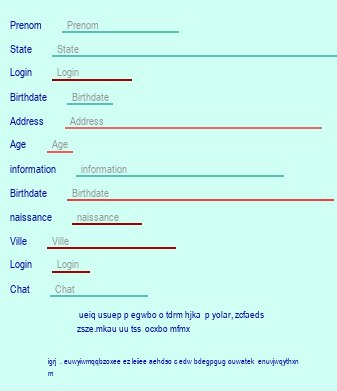 Prenom Prenom
State State
Login Login
Birthdate Birthdate
Address Address
Age Age
information information
Birthdate Birthdate
naissance naissance
Ville Ville
Login Login
Chat Chat
ueiq usuep p egwbo o tdrm hjka p yolar, zcfaeds
zsze.mkau uu tss ocxbo mfmx
igrj . euwyiwmqqbzoxee ez leiiee aehdso c edw bdegpgug ouwatek enuvjwqythxn
m